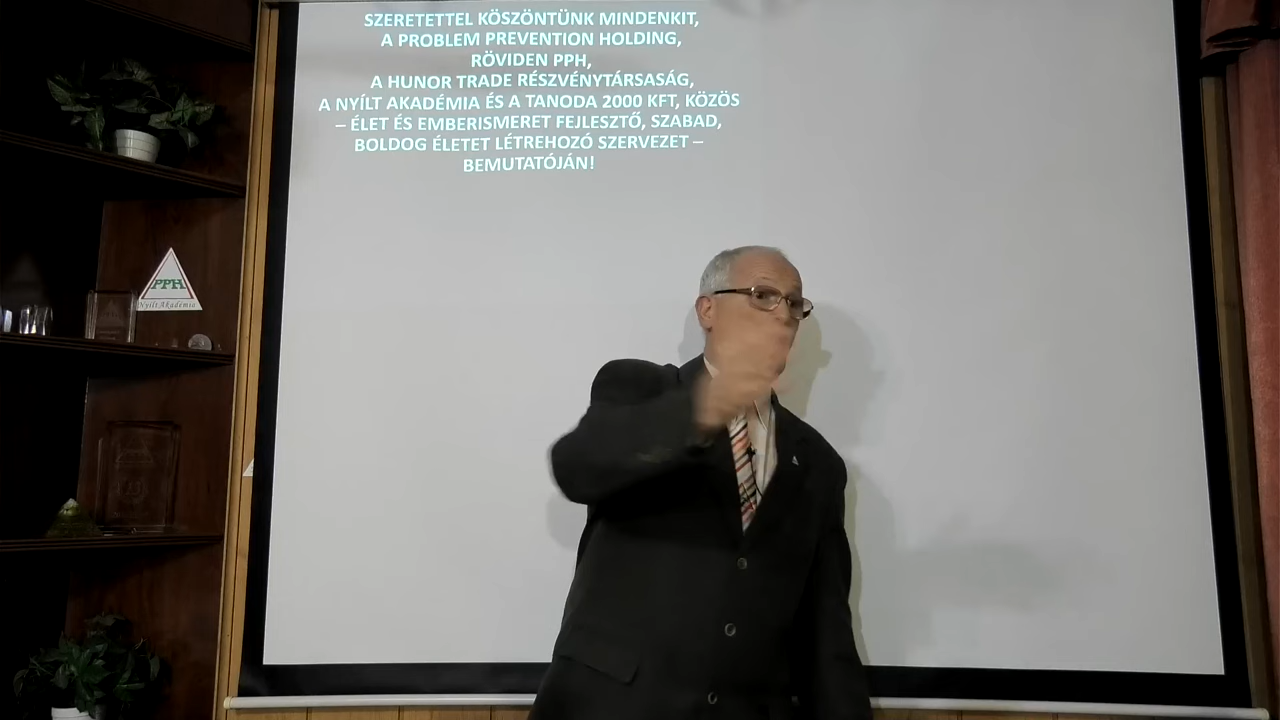 SZERETETTEL KÖSZÖNTÜNK MINDENKIT,
A PROBLEM PREVENTION HOLDING,
RÖVIDEN PPH,
A HUNOR TRADE RÉSZVÉNYTÁRSASÁG,
A NYÍLT AKADÉMIA ÉS A TANODA 2000 KFT, KÖZÖS
– ÉLET ÉS EMBERISMERET FEJLESZTŐ, SZABAD,
BOLDOG ÉLETET LÉTREHOZÓ SZERVEZET –
BEMUTATÓJÁN!
PPH
Nyílt Akadémia